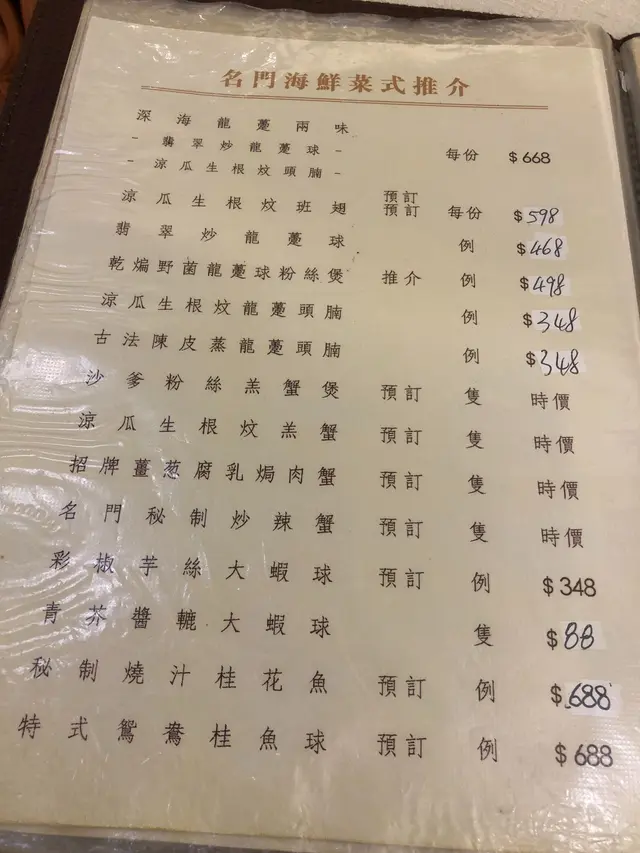 名門海鮮菜式推介
深海龍躉兩味
- 翡翠炒龍躉球 -
- 涼瓜生根炆頭腩 -
每份 $668
涼瓜生根炆班翅 預訂 預訂 每份 $598
翡翠炒龍躉球 例 $468
乾煸野菌龍躉球粉絲煲 推介 例 $498
涼瓜生根炆龍躉頭腩 例 $348
古法陳皮蒸龍躉頭腩 例 $348
沙爹粉絲羔蟹煲 預訂 隻 時價
涼瓜生根炆羔蟹 預訂 隻 時價
招牌薑葱腐乳焗肉蟹 預訂 隻 時價
名門秘制炒辣蟹 預訂 隻 時價
彩椒芋絲大蝦球 預訂 例 $348
青芥醬轆大蝦球 隻 $88
秘制燒汁桂花魚 預訂 例 $688
特式鴛鴦桂魚球 預訂 例 $688